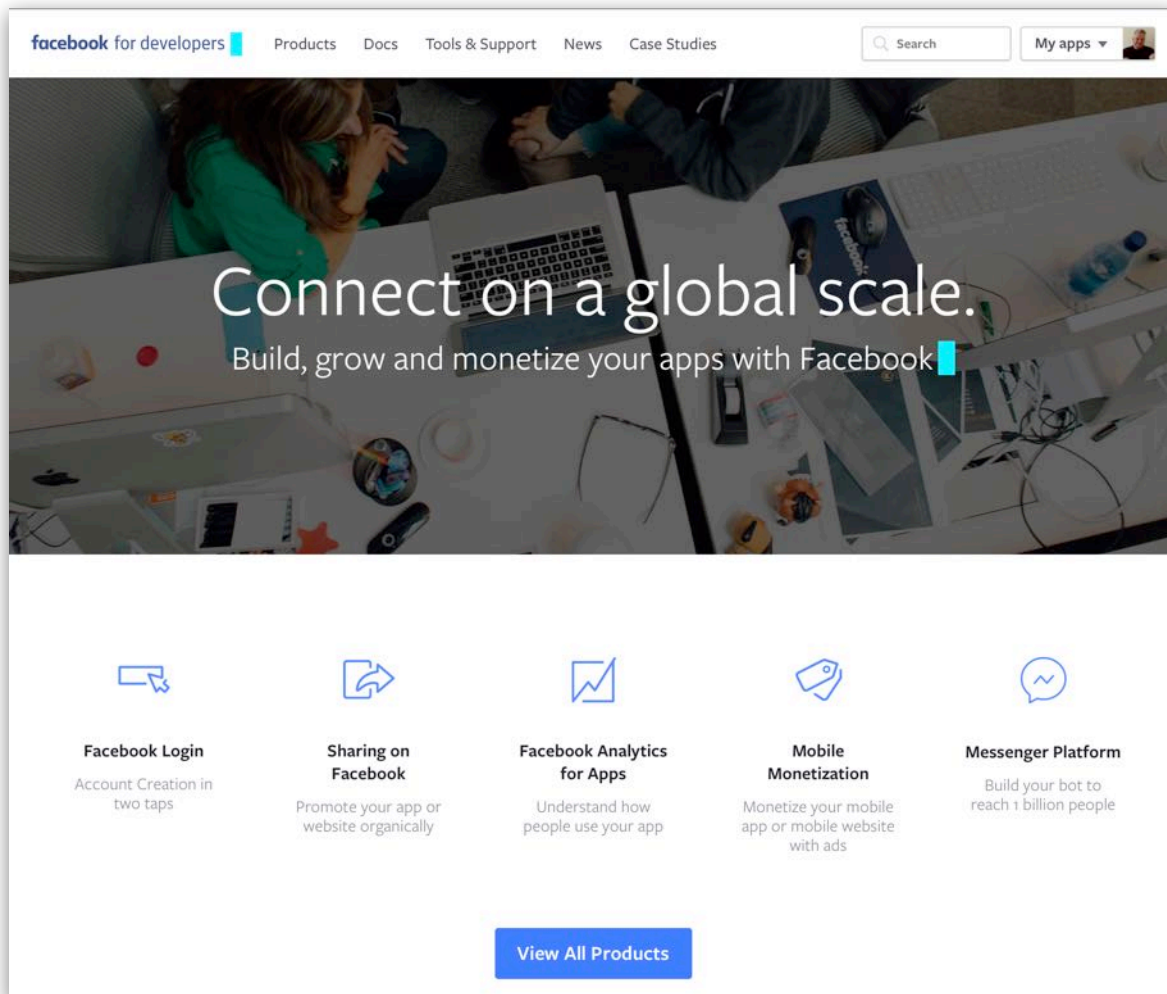 facebook for developers
Products
Docs
Tools & Support
News
Case Studies
Search
My apps
facebook
Connect on a global scale.
Build, grow and monetize your apps with Facebook
Facebook Login
Account Creation in
two taps
Sharing on
Facebook
Promote your app or
website organically
Facebook Analytics
for Apps
Understand how
people use your app
Mobile
Monetization
Monetize your mobile
app or mobile website
with ads
Messenger Platform
Build your bot to
reach 1 billion people
View All Products